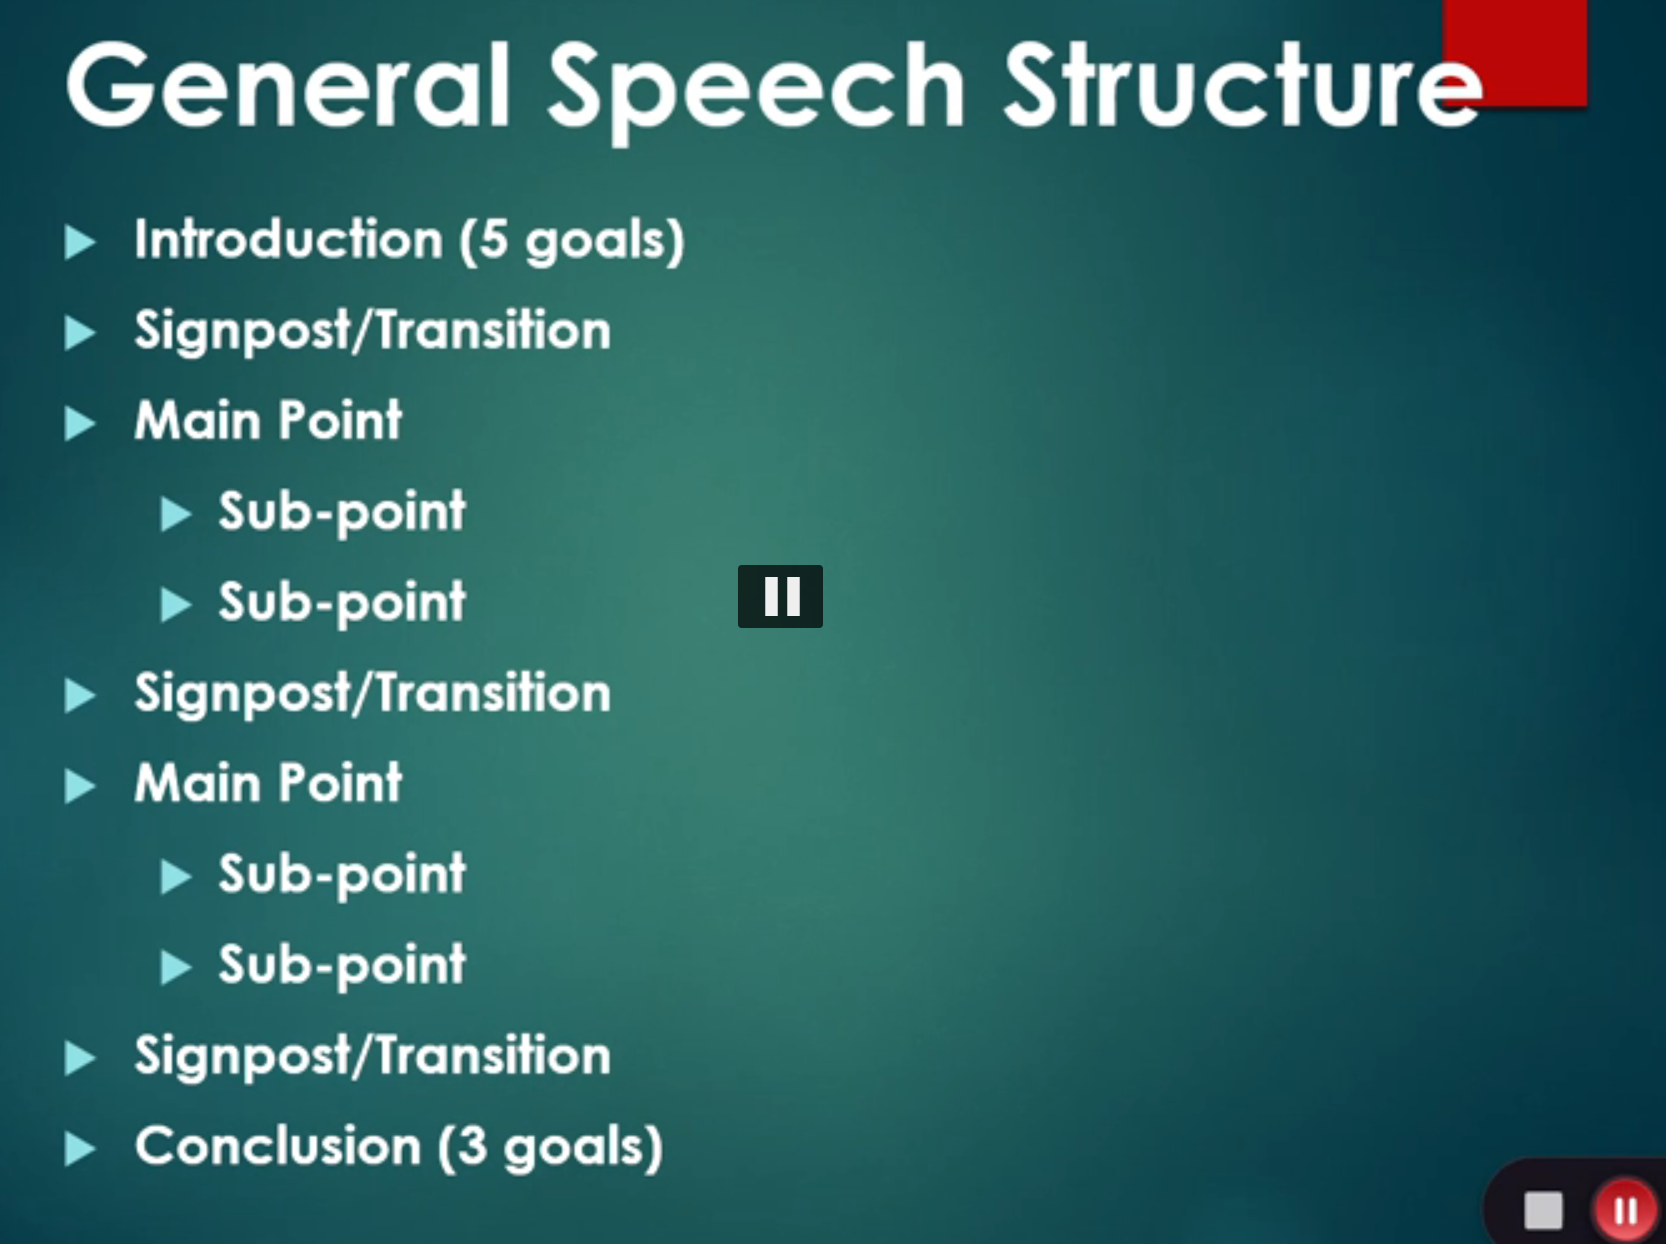 General Speech Structure
Introduction (5 goals)
Signpost/Transition
Main Point
Sub-point
Sub-point
Signpost/Transition
Main Point
Sub-point
Sub-point
Signpost/Transition
Conclusion (3 goals)